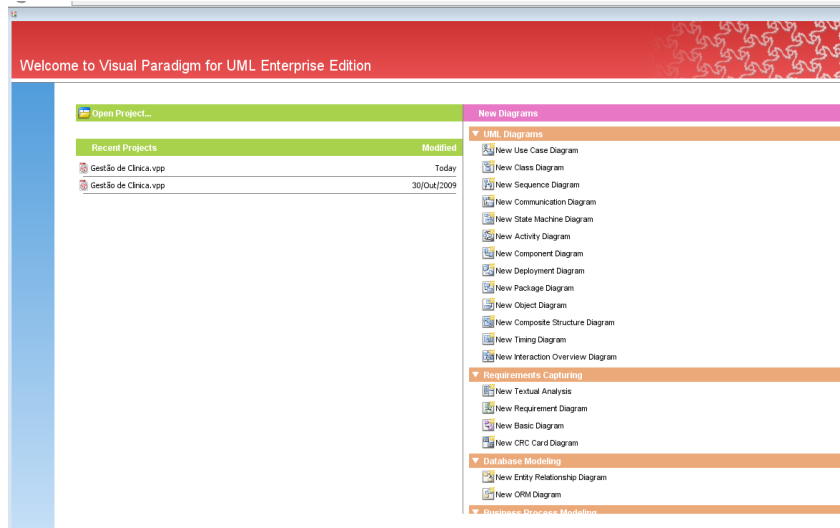 Welcome to Visual Paradigm for UML Enterprise Edition
Open Project...
Recent Projects Modified
Gestão de Clinica.vpp Today
Gestão de Clinica.vpp 30/Out/2009
New Diagrams
UML Diagrams
New Use Case Diagram
New Class Diagram
New Sequence Diagram
New Communication Diagram
New State Machine Diagram
New Activity Diagram
New Component Diagram
New Deployment Diagram
New Package Diagram
New Object Diagram
New Composite Structure Diagram
New Timing Diagram
New Interaction Overview Diagram
Requirements Capturing
New Textual Analysis
New Requirement Diagram
New Basic Diagram
New CRC Card Diagram
Database Modeling
New Entity Relationship Diagram
New ORM Diagram
Business Process Modeling